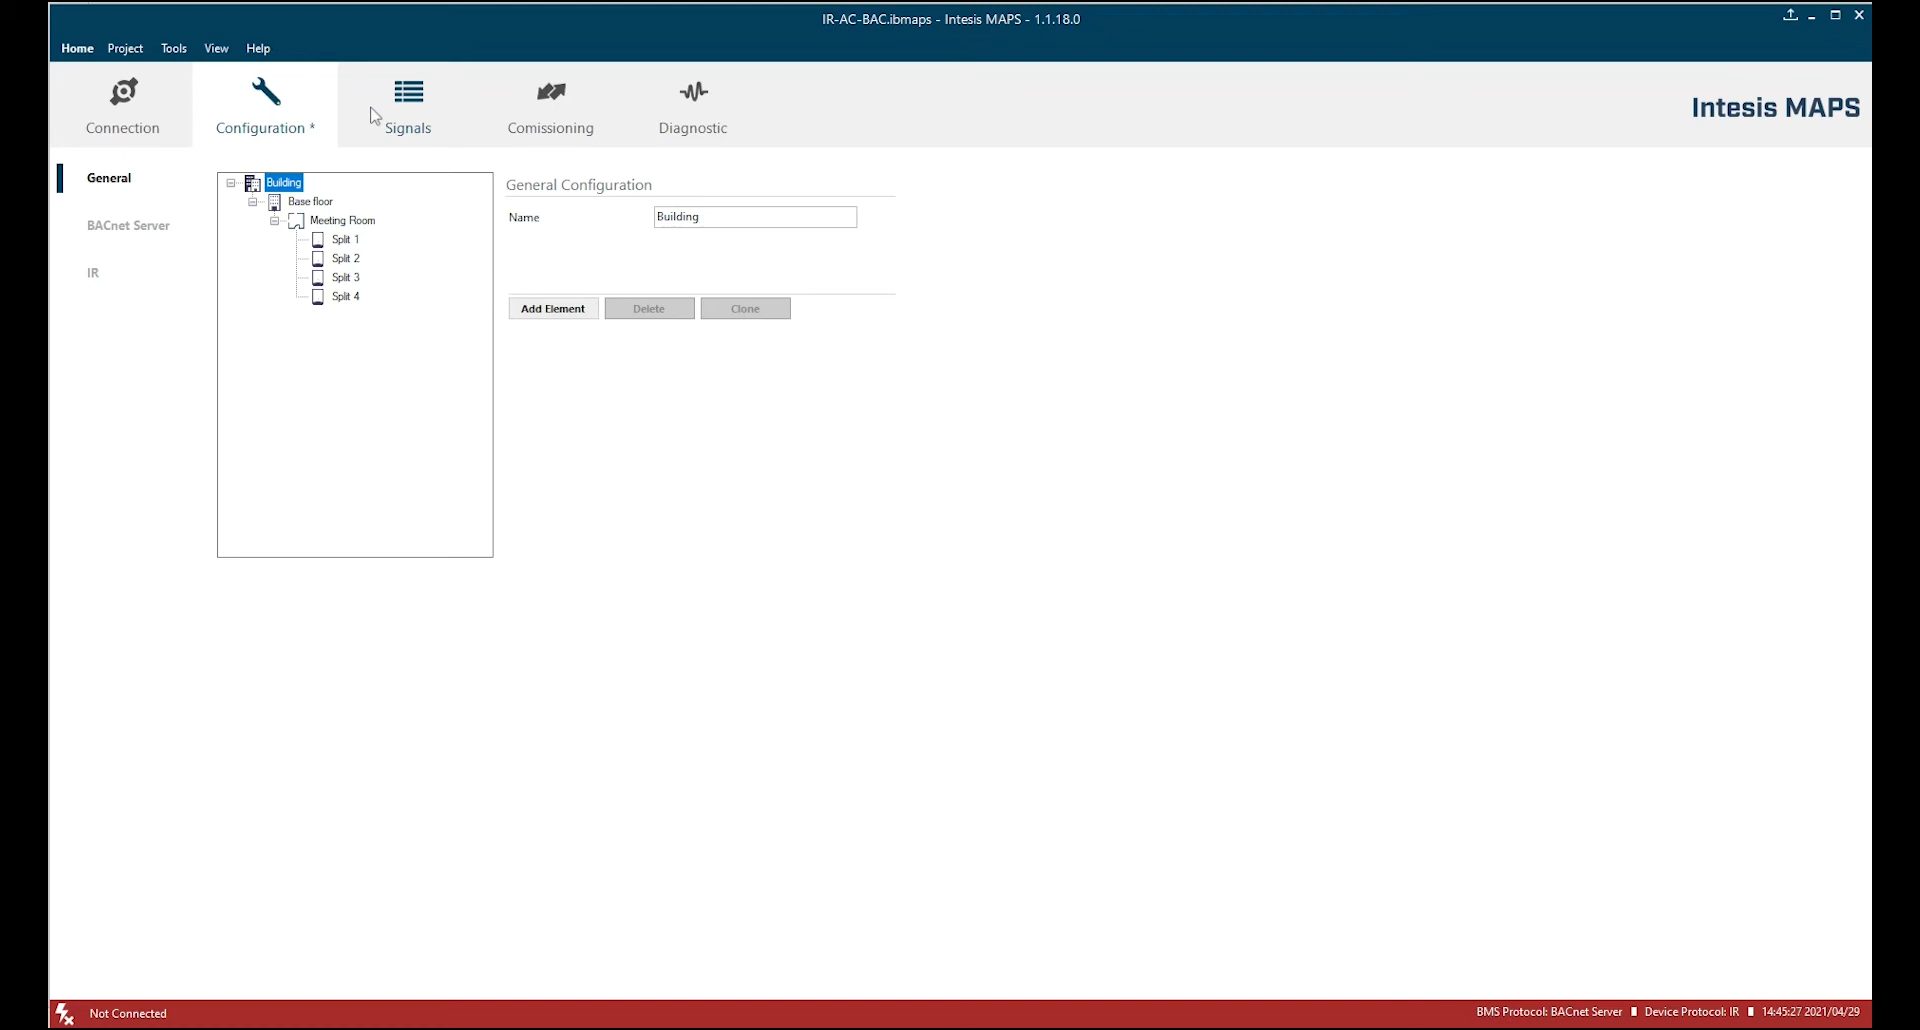 IR-AC-BAC.ibmaps - Intesis MAPS - 1.1.18.0
Home Project Tools View Help
Connection Configuration * Signals Comissioning Diagnostic
Intesis MAPS
General
BACnet Server
IR
Building
Base floor
Meeting Room
Split 1
Split 2
Split 3
Split 4
General Configuration
Name Building
Add Element Delete Clone
Not Connected
BMS Protocol: BACnet Server Device Protocol: IR 14:45:27 2021/04/29